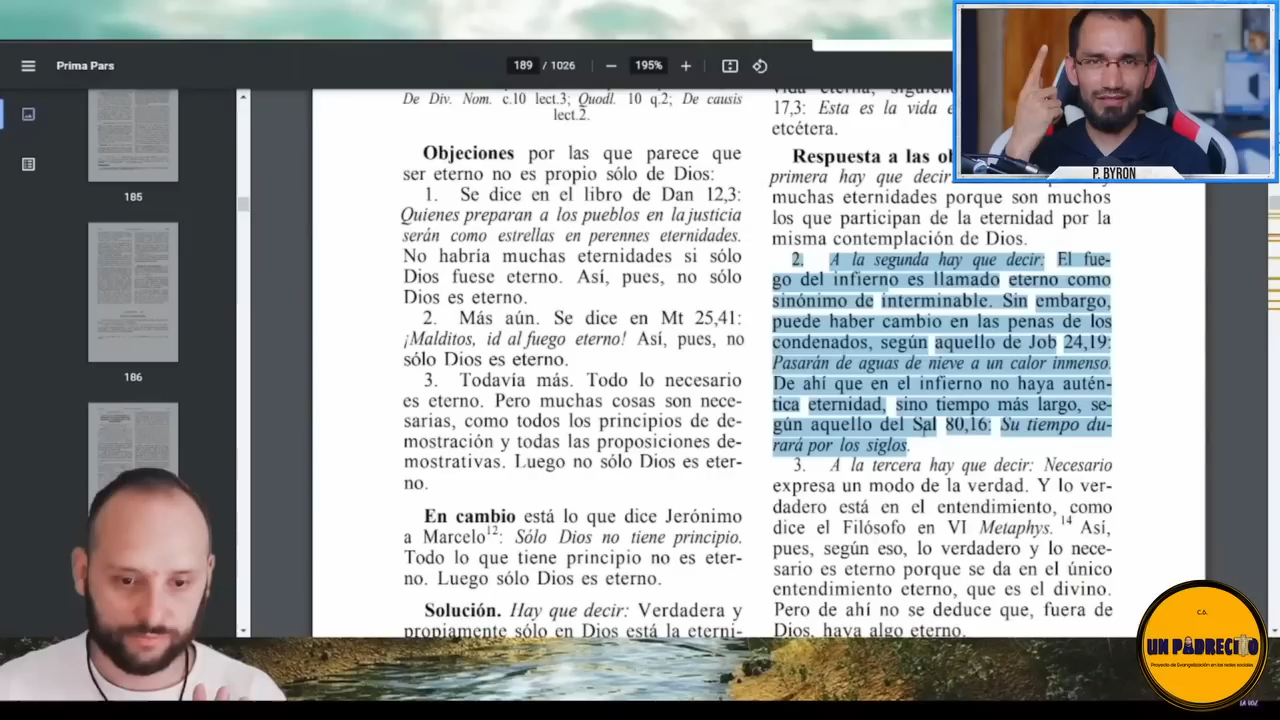 Prima Pars
189 / 1026
195%
P. BYRON
185
186
De Div. Nom. c.10 lect.3; Quodl. 10 q.2; De causis
lect.2.
Objeciones por las que parece que
ser eterno no es propio sólo de Dios:
1. Se dice en el libro de Dan 12,3:
Quienes preparan a los pueblos en la justicia
serán como estrellas en perennes eternidades.
No habría muchas eternidades si sólo
Dios fuese eterno. Así, pues, no sólo
Dios es eterno.
2. Más aún. Se dice en Mt 25,41:
¡Malditos, id al fuego eterno! Así, pues, no
sólo Dios es eterno.
3. Todavía más. Todo lo necesario
es eterno. Pero muchas cosas son nece-
sarias, como todos los principios de de-
mostración y todas las proposiciones de-
mostrativas. Luego no sólo Dios es eter-
no.
En cambio está lo que dice Jerónimo
a Marcelo12: Sólo Dios no tiene principio.
Todo lo que tiene principio no es eter-
no. Luego sólo Dios es eterno.
Solución. Hay que decir: Verdadera y
propiamente sólo en Dios está la eterni-
17,3: Esta es la vida e
etcétera.
Respuesta a las ob
primera hay que decir:
muchas eternidades porque son muchos
los que participan de la eternidad por la
misma contemplación de Dios.
2. A la segunda hay que decir: El fue-
go del infierno es llamado eterno como
sinónimo de interminable. Sin embargo,
puede haber cambio en las penas de los
condenados, según aquello de Job 24,19:
Pasarán de aguas de nieve a un calor inmenso.
De ahí que en el infierno no haya autén-
tica eternidad, sino tiempo más largo, se-
gún aquello del Sal 80,16: Su tiempo du-
rará por los siglos.
3. A la tercera hay que decir: Necesario
expresa un modo de la verdad. Y lo ver-
dadero está en el entendimiento, como
dice el Filósofo en VI Metaphys. 14 Así,
pues, según eso, lo verdadero y lo nece-
sario es eterno porque se da en el único
entendimiento eterno, que es el divino.
Pero de ahí no se deduce que, fuera de
Dios, haya algo eterno.
UN PADRECITO
Proyecto de Evangelización en las redes sociales
LA VOZ